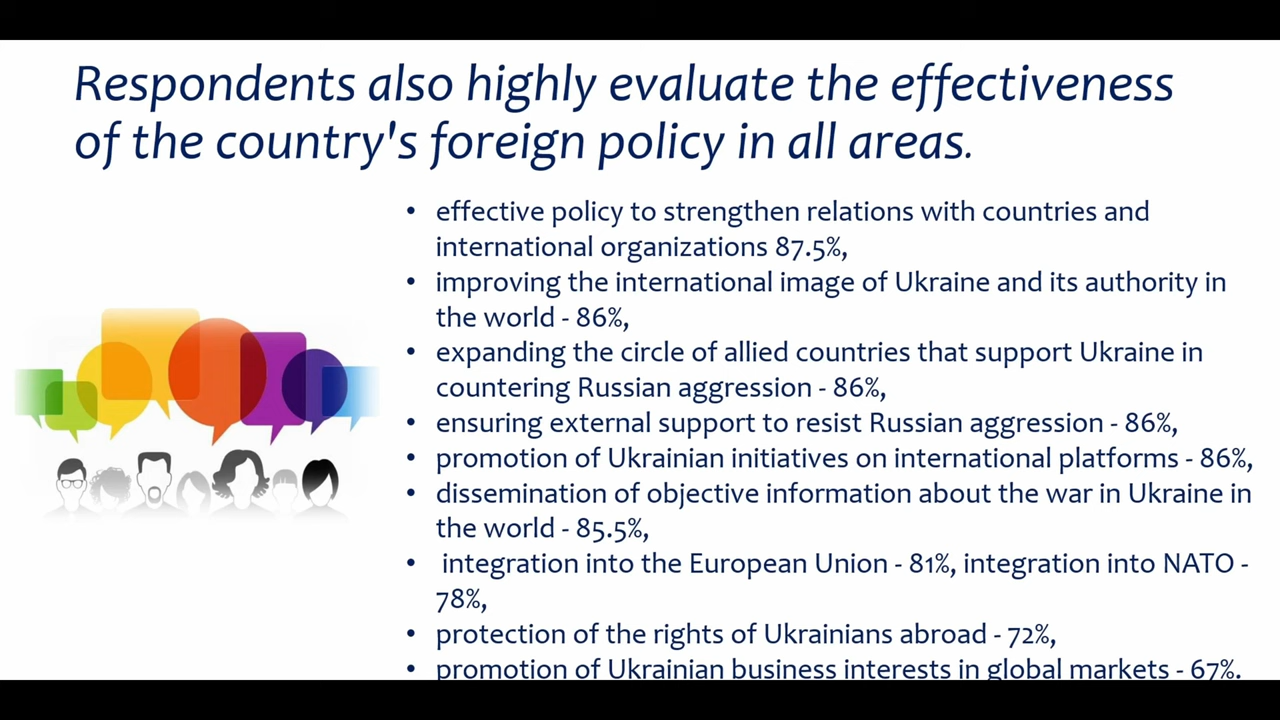 Respondents also highly evaluate the effectiveness
of the country's foreign policy in all areas.
• effective policy to strengthen relations with countries and
international organizations 87.5%,
• improving the international image of Ukraine and its authority in
the world - 86%,
• expanding the circle of allied countries that support Ukraine in
countering Russian aggression - 86%,
• ensuring external support to resist Russian aggression - 86%,
• promotion of Ukrainian initiatives on international platforms - 86%,
• dissemination of objective information about the war in Ukraine in
the world - 85.5%,
• integration into the European Union - 81%, integration into NATO -
78%,
• protection of the rights of Ukrainians abroad - 72%,
• promotion of Ukrainian business interests in global markets - 67%.